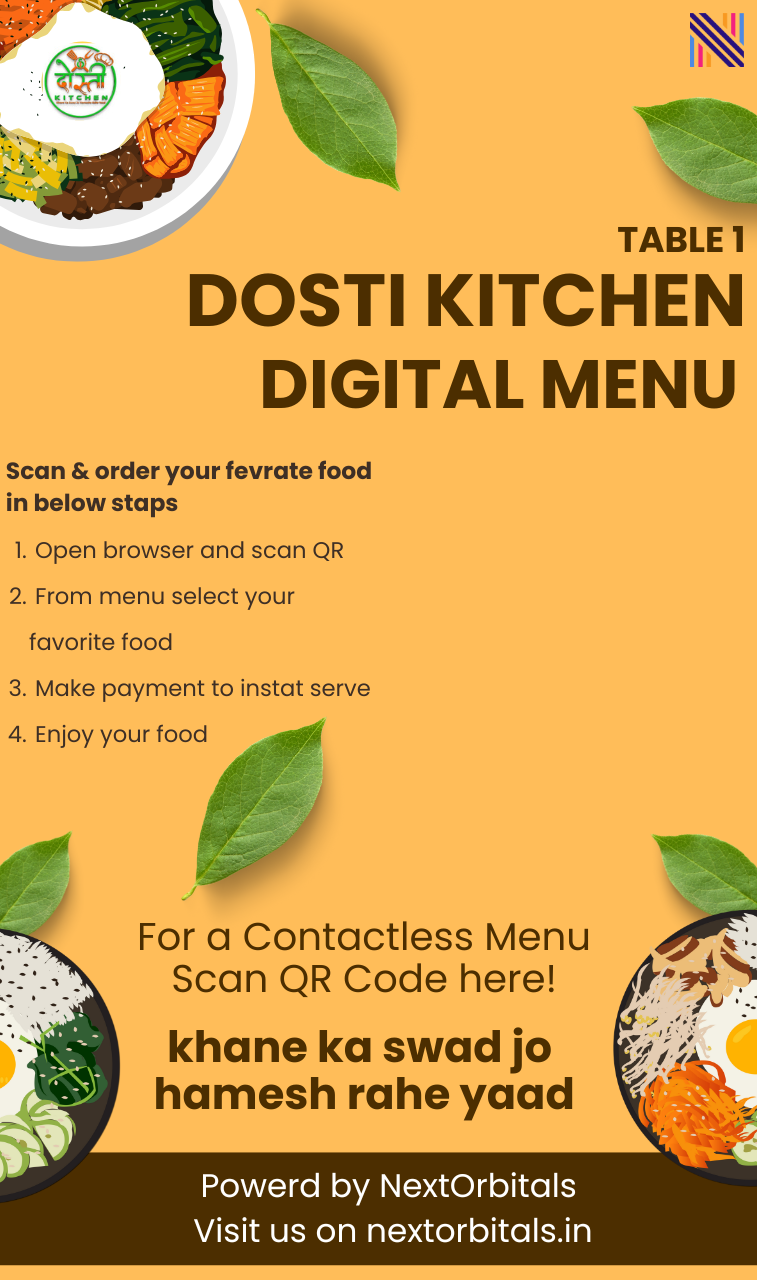 दोस्ती
KITCHEN
TABLE 1
DOSTI KITCHEN
DIGITAL MENU
Scan & order your fevrate food
in below staps
1. Open browser and scan QR
2. From menu select your
favorite food
3. Make payment to instat serve
4. Enjoy your food
For a Contactless Menu
Scan QR Code here!
khane ka swad jo
hamesh rahe yaad
Powerd by NextOrbitals
Visit us on nextorbitals.in